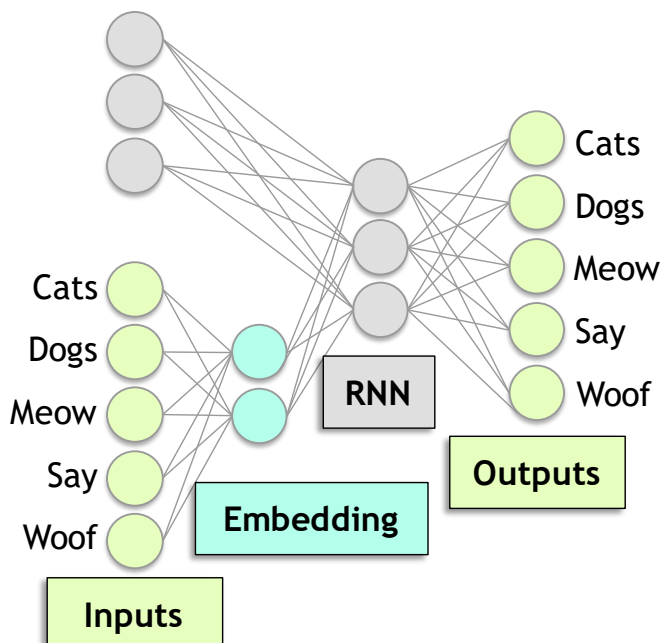 Cats
Dogs
Meow
Say
Woof
Inputs
Embedding
RNN
Cats
Dogs
Meow
Say
Woof
Outputs